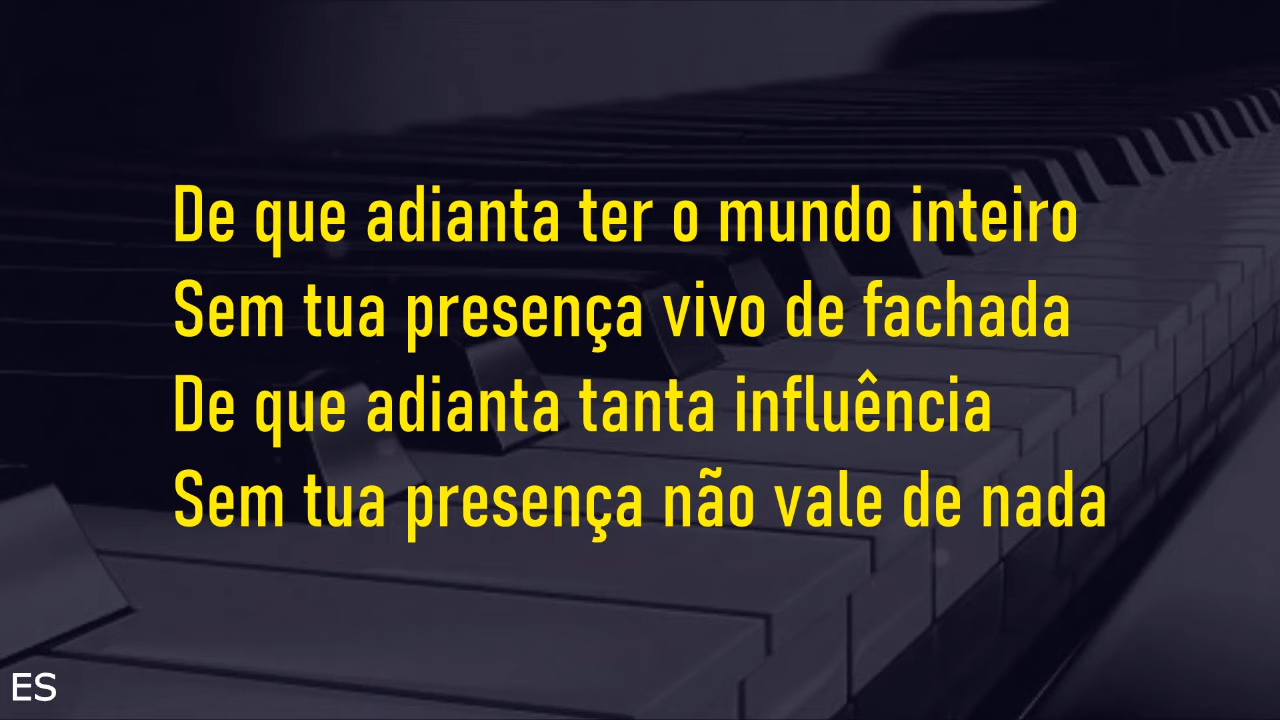 De que adianta ter o mundo inteiro
Sem tua presença vivo de fachada
De que adianta tanta influência
Sem tua presença não vale de nada
ES